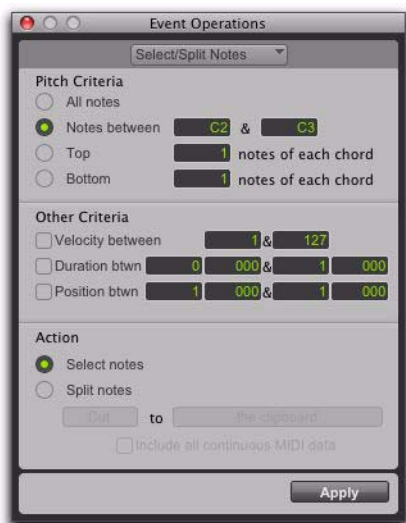 Event Operations
Select/Split Notes
Pitch Criteria
All notes
Notes between C2 & C3
Top 1 notes of each chord
Bottom 1 notes of each chord
Other Criteria
Velocity between 1 & 127
Duration btwn 0 000 & 1 000
Position btwn 1 000 & 1 000
Action
Select notes
Split notes
Cut to the clipboard
Include all continuous MIDI data
Apply